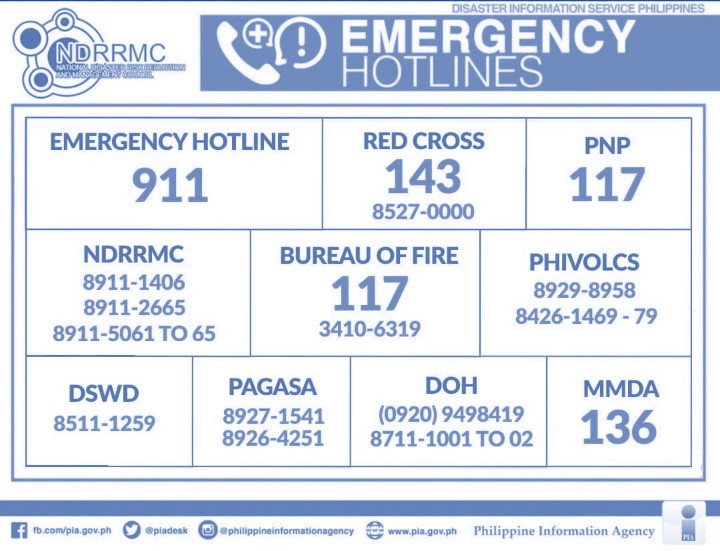 DISASTER INFORMATION SERVICE PHILIPPINES
NDRRMC
NATIONAL DISASTER RISK REDUCTION
AND MANAGEMENT COUNCIL
EMERGENCY
HOTLINES
EMERGENCY HOTLINE
911
RED CROSS
143
8527-0000
PNP
117
NDRRMC
8911-1406
8911-2665
8911-5061 TO 65
BUREAU OF FIRE
117
3410-6319
PHIVOLCS
8929-8958
8426-1469 - 79
DSWD
8511-1259
PAGASA
8927-1541
8926-4251
DOH
(0920) 9498419
8711-1001 TO 02
MMDA
136
fb.com/pia.gov.ph @piadesk @philippineinformationagency www.pia.gov.ph Philippine Information Agency
PIA